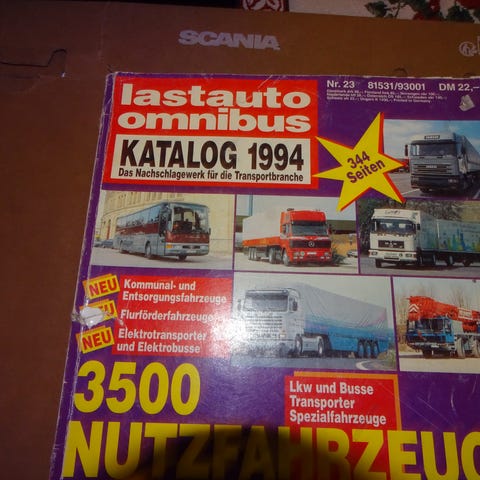 SCANIA
Nr. 23 81531/93001 DM 22,–
lastauto
omnibus
KATALOG 1994
Das Nachschlagewerk für die Transportbranche
344
Seiten
NEU Kommunal- und
Entsorgungsfahrzeuge
Flurförderfahrzeuge
NEU Elektrotransporter
und Elektrobusse
3500
Lkw und Busse
Transporter
Spezialfahrzeuge
NUTZFAHRZEUG